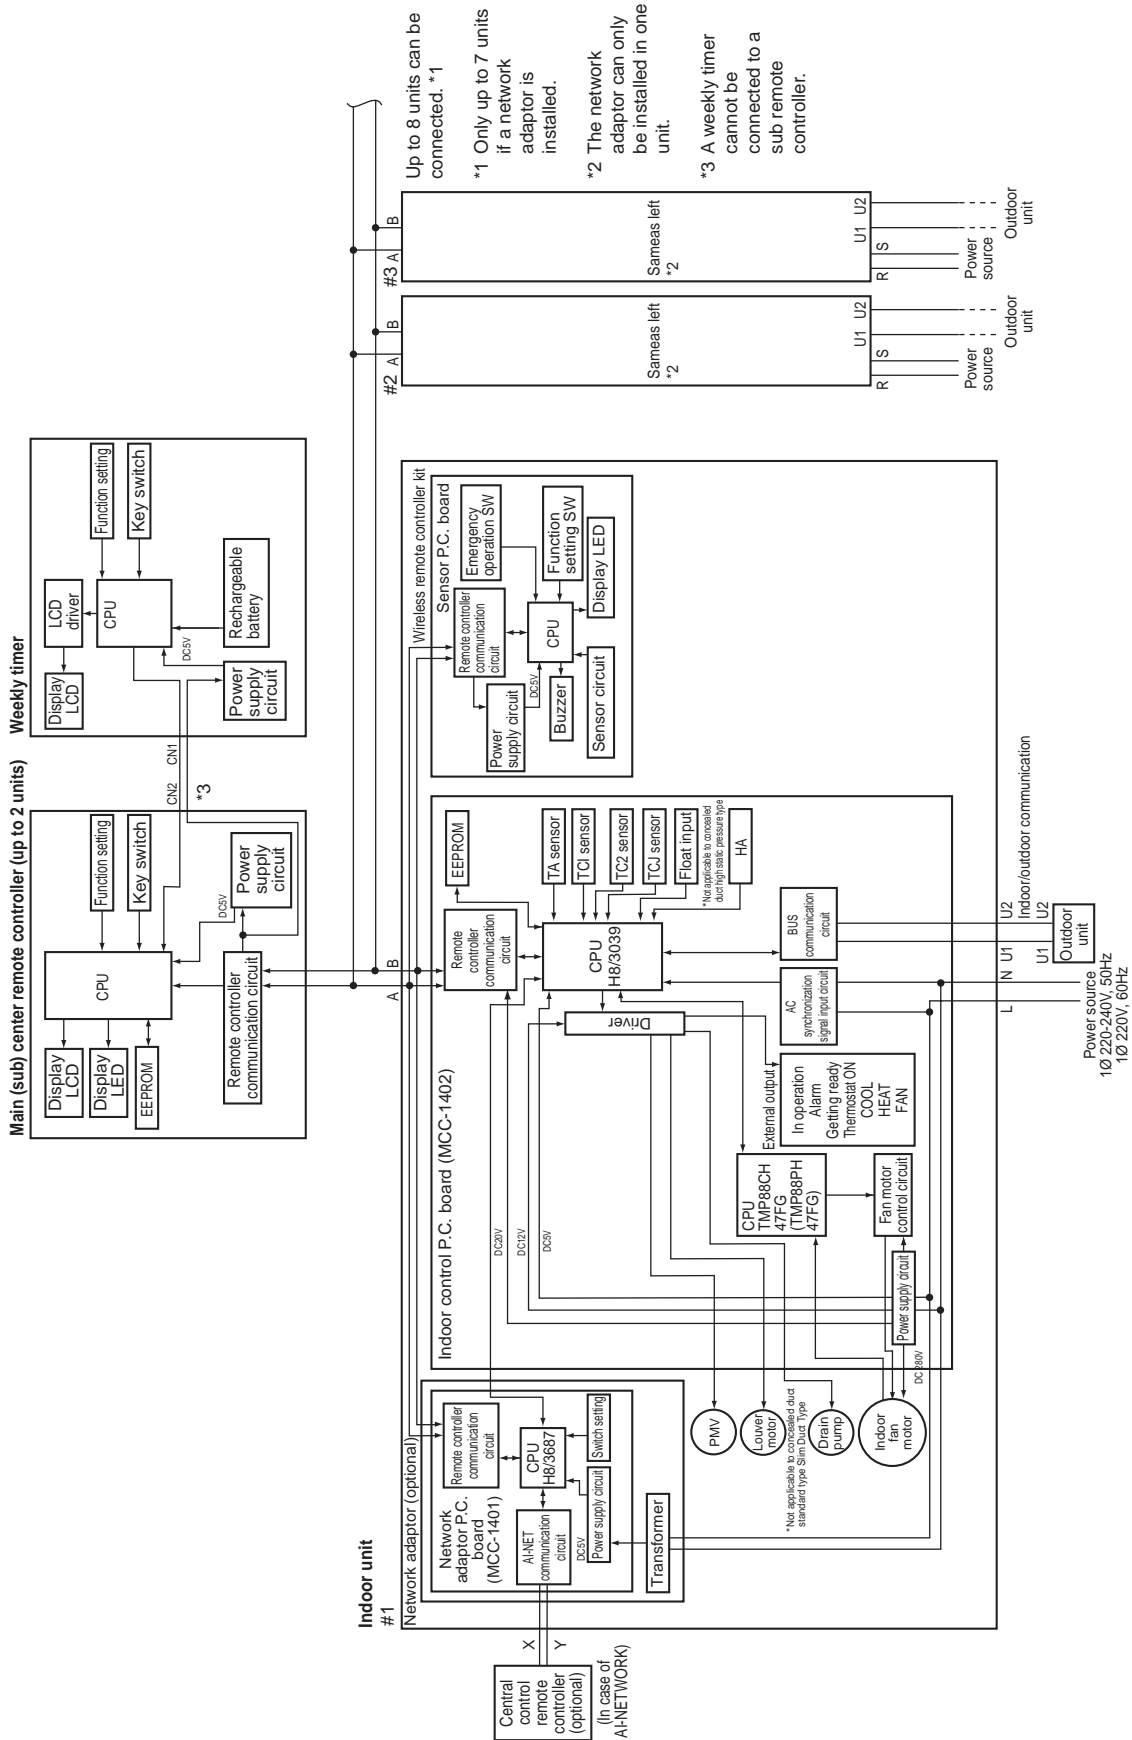 Main (sub) center remote controller (up to 2 units)
Display
LCD
Display
LED
EEPROM
CPU
Function setting
Key switch
DC5V
Power
supply
circuit
Remote controller
communication circuit
CN2
CN1
*3
Weekly timer
Display
LCD
LCD
driver
CPU
Function setting
Key switch
DC5V
Power
supply
circuit
Rechargeable
battery
Indoor unit
#1
A
B
Network adaptor (optional)
Network
adaptor P.C.
board
(MCC-1401)
Remote controller
communication
circuit
CPU
H8/3687
AI-NET
communication
circuit
Switch setting
Power supply circuit
DC5V
Transformer
X
Y
Central
control
remote
controller
(optional)
(In case of
AI-NETWORK)
Indoor control P.C. board (MCC-1402)
DC20V
DC12V
DC5V
Remote
controller
communication
circuit
EEPROM
CPU
H8/3039
TA sensor
TCI sensor
TC2 sensor
TCJ sensor
Float input
*Not applicable to concealed
duct high static pressure type
HA
Driver
AC
synchronization
signal input circuit
BUS
communication
circuit
External output
In operation
Alarm
Getting ready
Thermostat ON
COOL
HEAT
FAN
CPU
TMP88CH
47FG
(TMP88PH
47FG)
Fan motor
control circuit
Power supply circuit
DC280V
PMV
Louver
motor
Drain
pump
*Not applicable to concealed duct
standard type Slim Duct Type
Indoor
fan
motor
Wireless remote controller kit
Sensor P.C. board
Remote controller
communication
circuit
Emergency
operation SW
Function
setting SW
CPU
Display LED
Power
supply circuit
DC5V
Buzzer
Sensor circuit
L
N
U1
U2
Indoor/outdoor communication
U1
U2
Outdoor
unit
Power source
1Ø 220-240V, 50Hz
1Ø 220V, 60Hz
#2
A
B
Sameas left
*2
R
S
U1
U2
Power
source
Outdoor
unit
#3
A
B
Sameas left
*2
R
S
U1
U2
Power
source
Outdoor
unit
Up to 8 units can be
connected. *1
*1 Only up to 7 units
if a network
adaptor is
installed.
*2 The network
adaptor can only
be installed in one
unit.
*3 A weekly timer
cannot be
connected to a
sub remote
controller.